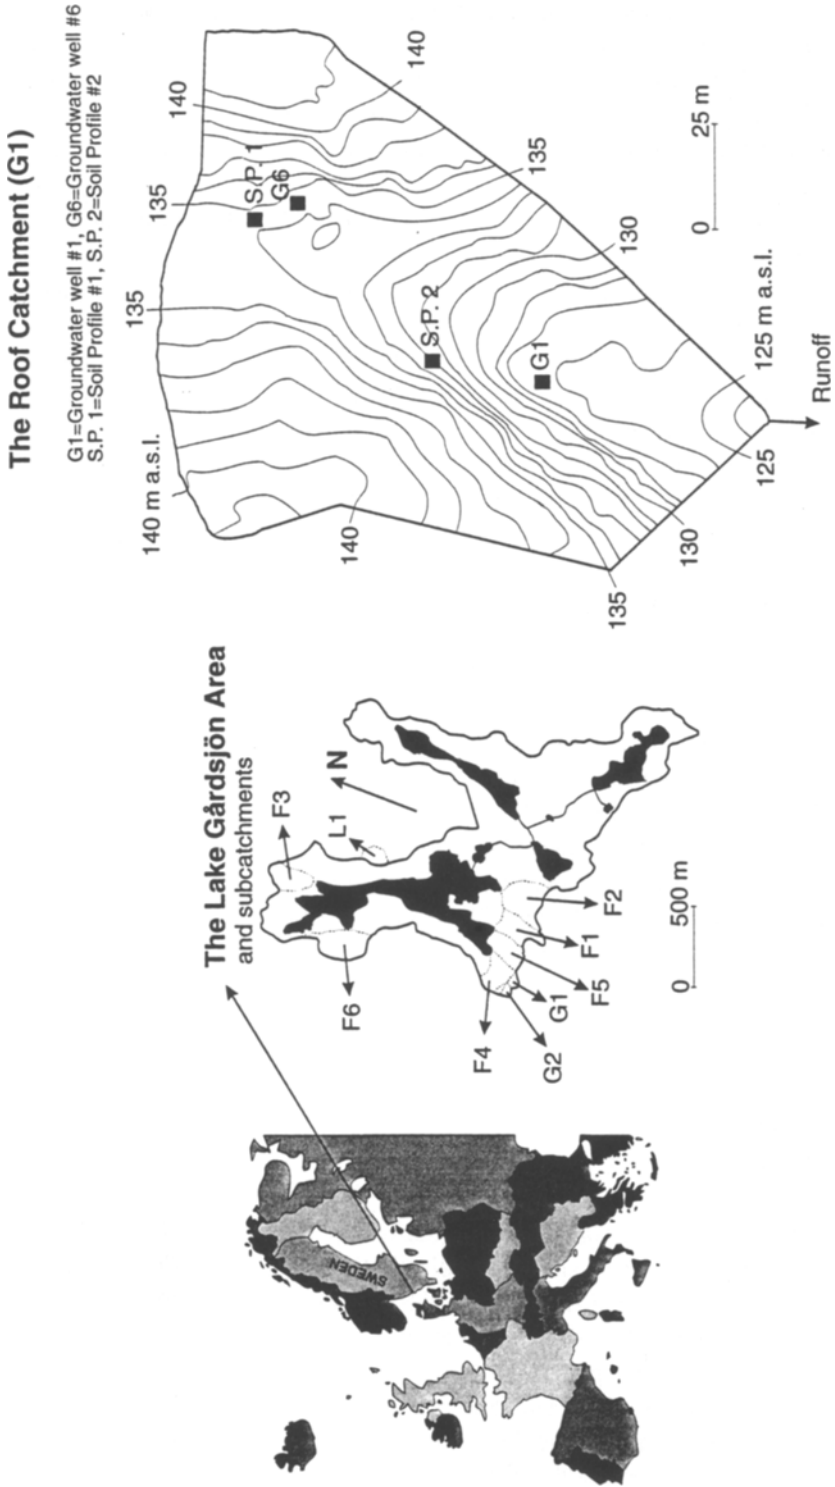 The Roof Catchment (G1)
G1=Groundwater well #1, G6=Groundwater well #6
S.P. 1=Soil Profile #1, S.P. 2=Soil Profile #2
140 m a.s.l.
135
135
140
S.P. 1
G6
140
140
S.P. 2
135
G1
130
135
130
125
125 m a.s.l.
0
25 m
Runoff
The Lake Gårdsjön Area
and subcatchments
F3
L1
N
F6
F4
G2
G1
F5
F1
F2
0
500 m
SWEDEN